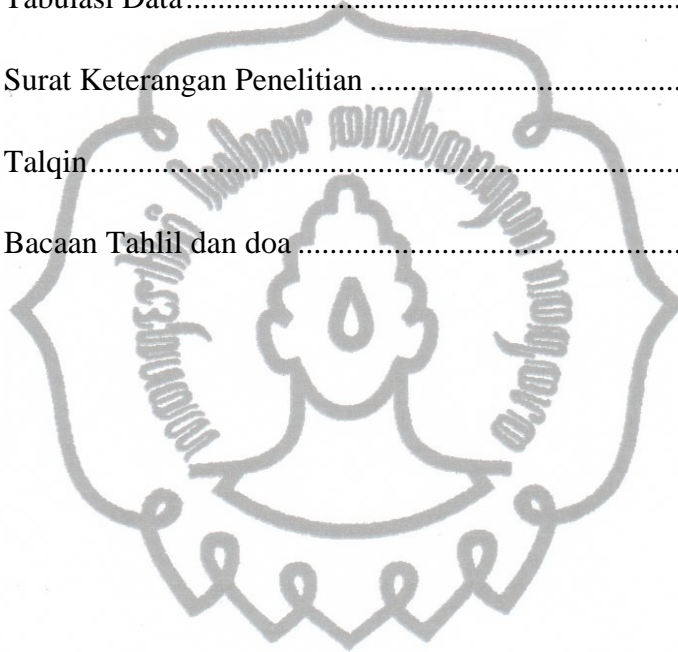 Tabulasi Data..............................................................
Surat Keterangan Penelitian .......................................
Talqin..........................................................................
Bacaan Tahlil dan doa ................................................